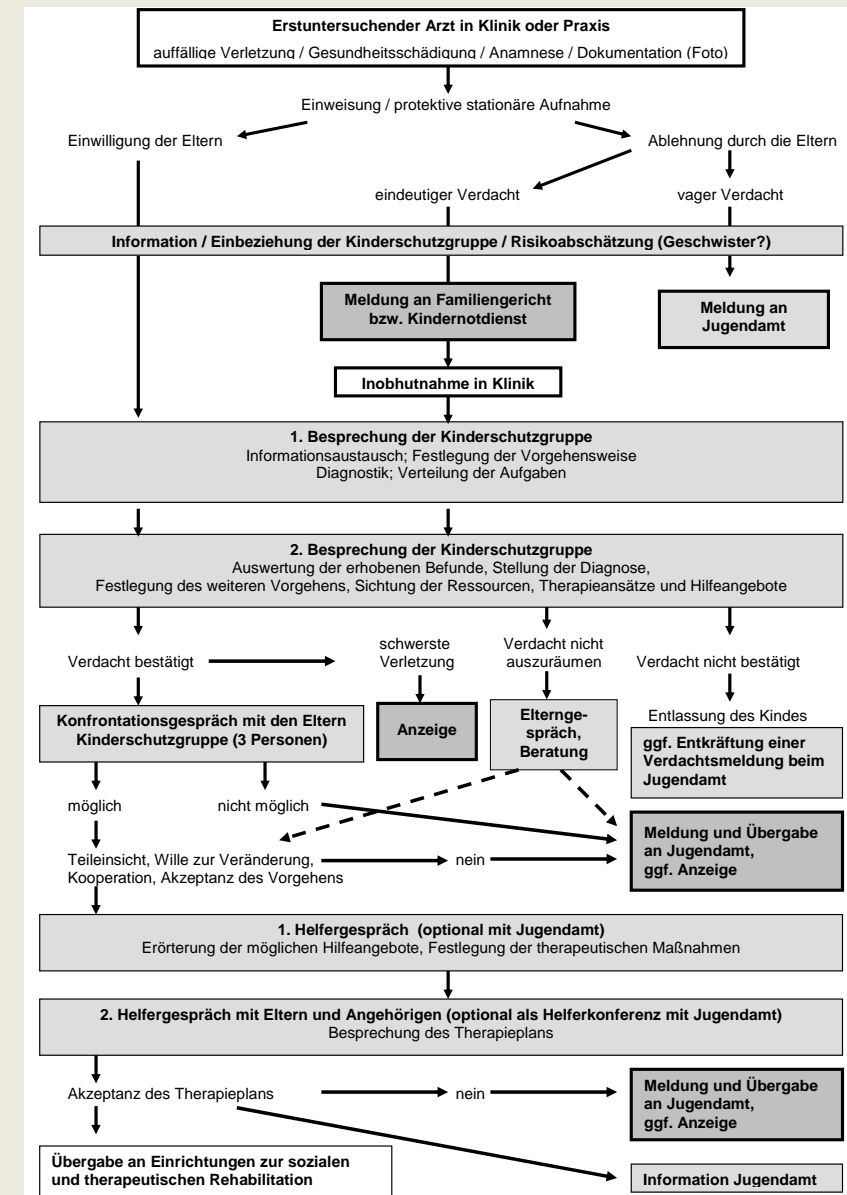 Erstuntersuchender Arzt in Klinik oder Praxis
auffällige Verletzung / Gesundheitsschädigung / Anamnese / Dokumentation (Foto)
Einweisung / protektive stationäre Aufnahme
Einwilligung der Eltern
Ablehnung durch die Eltern
eindeutiger Verdacht
vager Verdacht
Information / Einbeziehung der Kinderschutzgruppe / Risikoabschätzung (Geschwister?)
Meldung an Familiengericht
bzw. Kindernotdienst
Meldung an
Jugendamt
Inobhutnahme in Klinik
1. Besprechung der Kinderschutzgruppe
Informationsaustausch; Festlegung der Vorgehensweise
Diagnostik; Verteilung der Aufgaben
2. Besprechung der Kinderschutzgruppe
Auswertung der erhobenen Befunde, Stellung der Diagnose,
Festlegung des weiteren Vorgehens, Sichtung der Ressourcen, Therapieansätze und Hilfeangebote
Verdacht bestätigt
schwerste
Verletzung
Verdacht nicht
auszuräumen
Verdacht nicht bestätigt
Konfrontationsgespräch mit den Eltern
Kinderschutzgruppe (3 Personen)
Anzeige
Elternge-
spräch,
Beratung
Entlassung des Kindes
ggf. Entkräftung einer
Verdachtsmeldung beim
Jugendamt
möglich
nicht möglich
Meldung und Übergabe
an Jugendamt,
ggf. Anzeige
Teileinsicht, Wille zur Veränderung,
Kooperation, Akzeptanz des Vorgehens
nein
1. Helfergespräch (optional mit Jugendamt)
Erörterung der möglichen Hilfeangebote, Festlegung der therapeutischen Maßnahmen
2. Helfergespräch mit Eltern und Angehörigen (optional als Helferkonferenz mit Jugendamt)
Besprechung des Therapieplans
Akzeptanz des Therapieplans
nein
Meldung und Übergabe
an Jugendamt,
ggf. Anzeige
Übergabe an Einrichtungen zur sozialen
und therapeutischen Rehabilitation
Information Jugendamt